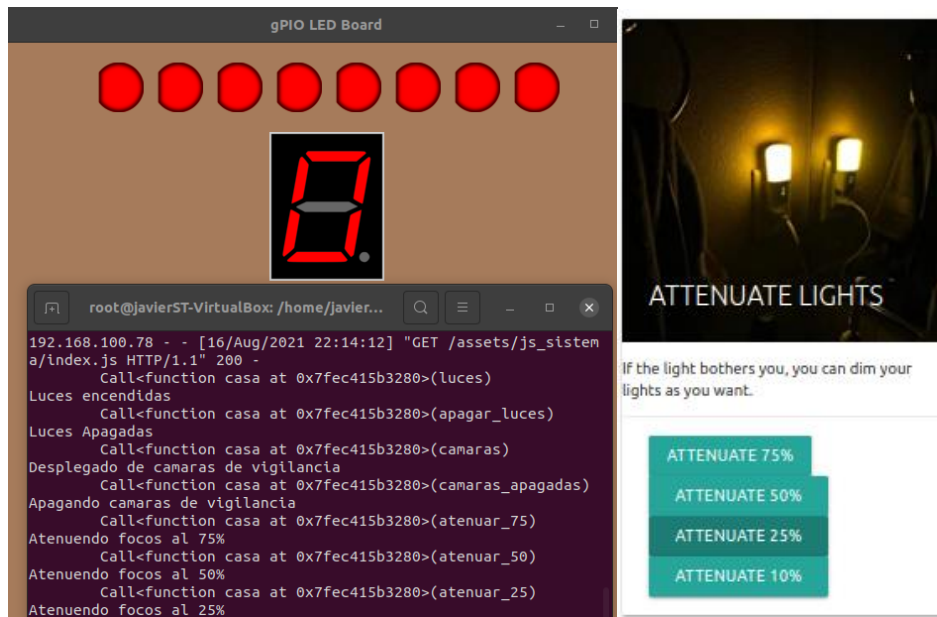 gPIO LED Board
root@javierST-VirtualBox: /home/javier...
192.168.100.78 - - [16/Aug/2021 22:14:12] "GET /assets/js_sistem
a/index.js HTTP/1.1" 200 -
Call<function casa at 0x7fec415b3280>(luces)
Luces encendidas
Call<function casa at 0x7fec415b3280>(apagar_luces)
Luces Apagadas
Call<function casa at 0x7fec415b3280>(camaras)
Desplegado de camaras de vigilancia
Call<function casa at 0x7fec415b3280>(camaras_apagadas)
Apagando camaras de vigilancia
Call<function casa at 0x7fec415b3280>(atenuar_75)
Atenuendo focos al 75%
Call<function casa at 0x7fec415b3280>(atenuar_50)
Atenuendo focos al 50%
Call<function casa at 0x7fec415b3280>(atenuar_25)
Atenuendo focos al 25%
ATTENUATE LIGHTS
If the light bothers you, you can dim your
lights as you want.
ATTENUATE 75%
ATTENUATE 50%
ATTENUATE 25%
ATTENUATE 10%